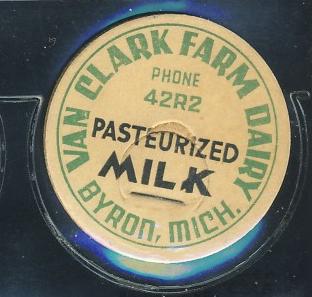 VAN CLARK FARM DAIRY
PHONE
42R2
PASTEURIZED
MILK
BYRON, MICH.